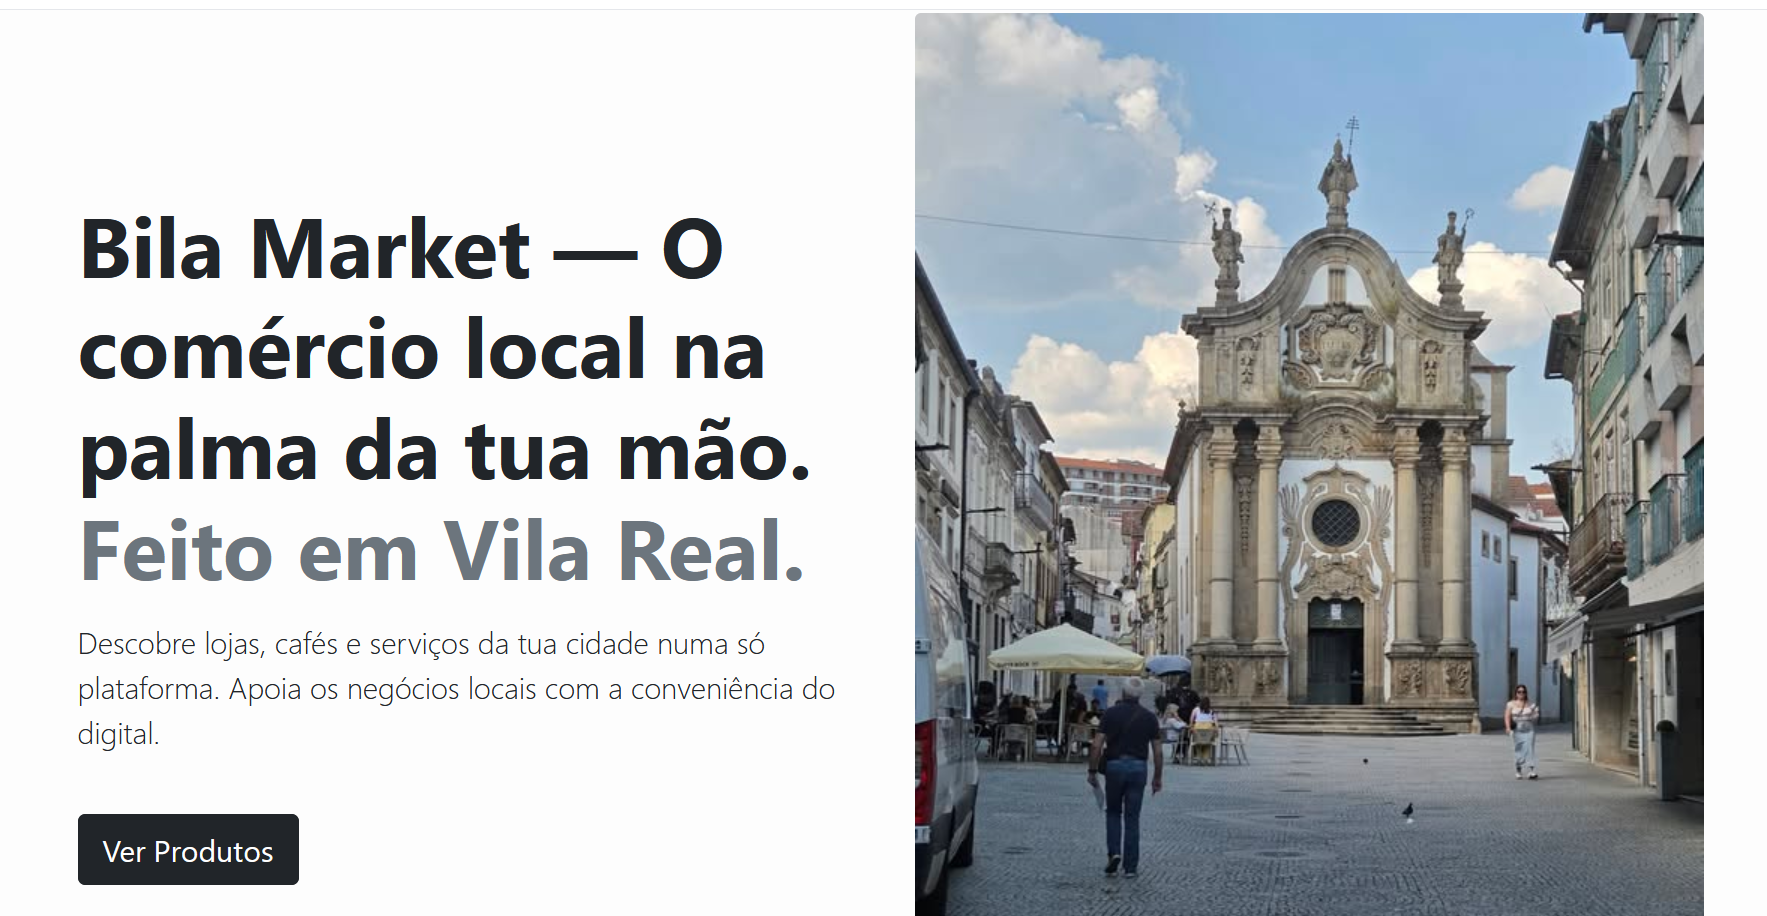 Bila Market — O
comércio local na
palma da tua mão.
Feito em Vila Real.
Descobre lojas, cafés e serviços da tua cidade numa só
plataforma. Apoia os negócios locais com a conveniência do
digital.
Ver Produtos